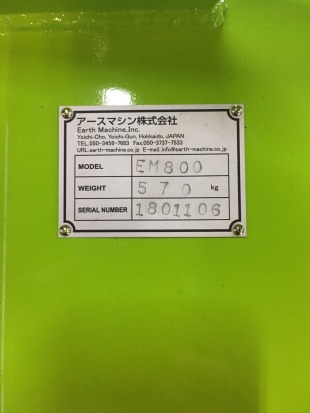 アースマシン株式会社
Earth Machine,Inc.
Yoichi-Cho, Yoichi-Gun, Hokkaido, JAPAN
TEL.050-3456-7683 Fax.050-3737-7533
URL.earth-machine.co.jp E-mail.info@earth-machine.co.jp
MODEL EM800
WEIGHT 570 kg
SERIAL NUMBER 1801106